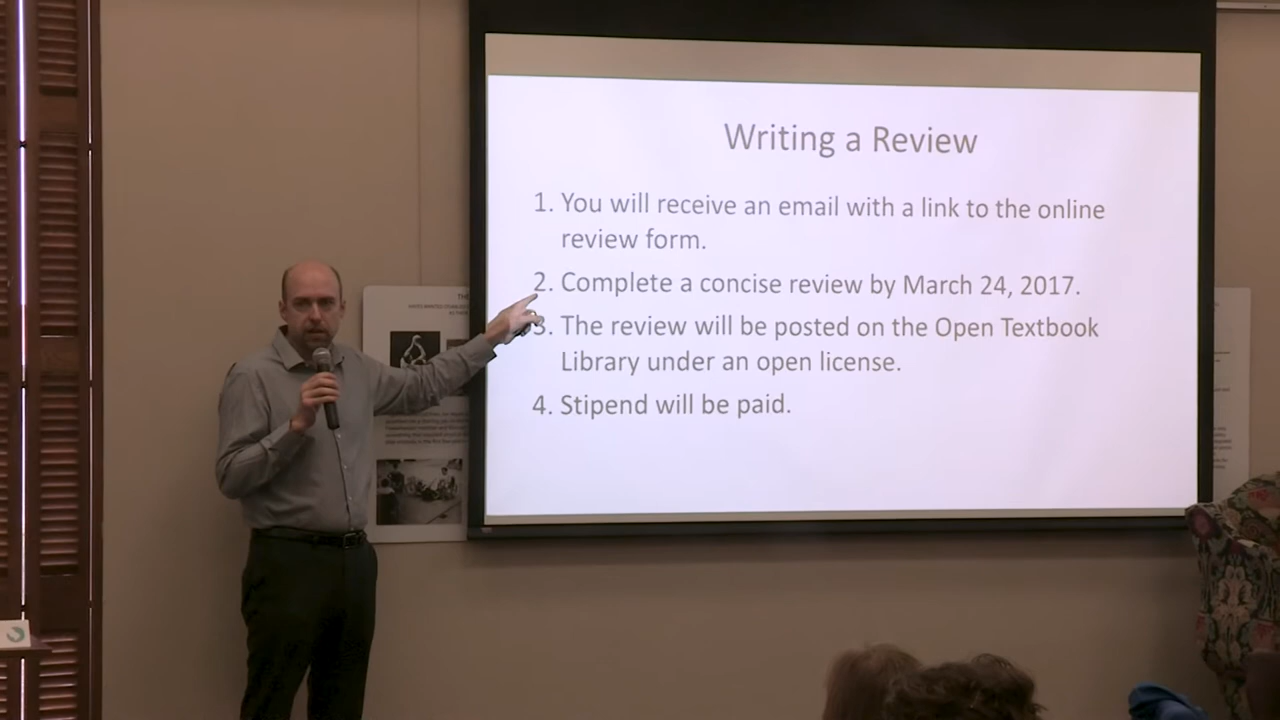 Writing a Review
1. You will receive an email with a link to the online
review form.
2. Complete a concise review by March 24, 2017.
3. The review will be posted on the Open Textbook
Library under an open license.
4. Stipend will be paid.